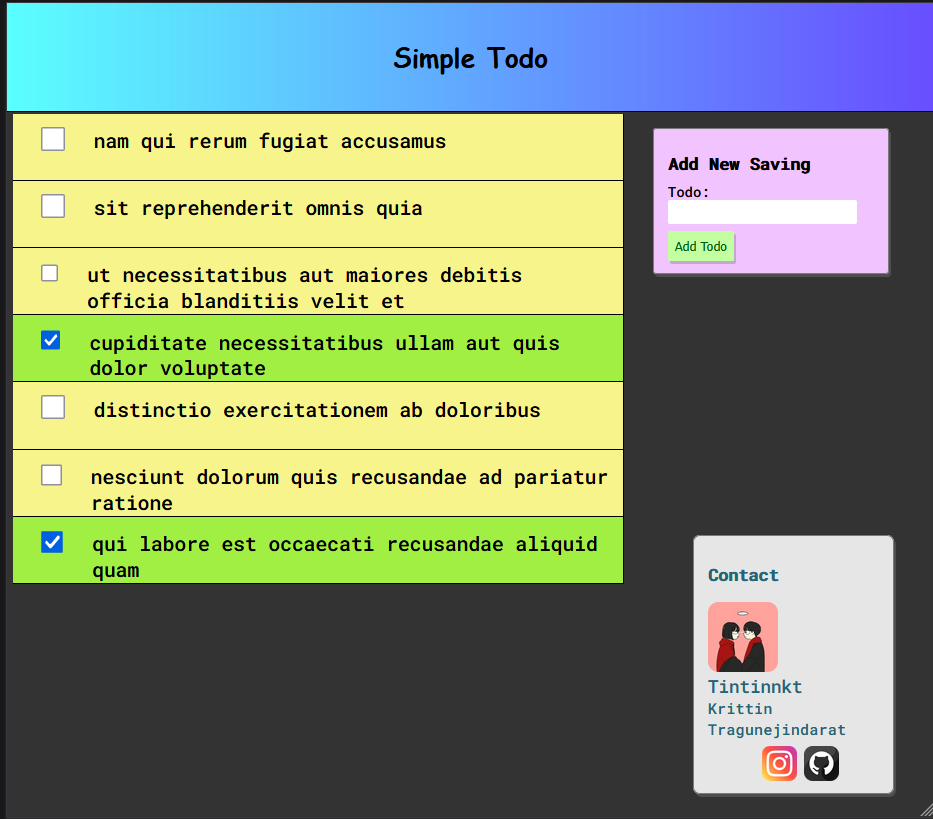 Simple Todo
nam qui rerum fugiat accusamus
sit reprehenderit omnis quia
ut necessitatibus aut maiores debitis
officia blanditiis velit et
cupiditate necessitatibus ullam aut quis
dolor voluptate
distinctio exercitationem ab doloribus
nesciunt dolorum quis recusandae ad pariatur
ratione
qui labore est occaecati recusandae aliquid
quam
Add New Saving
Todo:
Add Todo
Contact
Tintinnkt
Krittin
Tragunejindarat